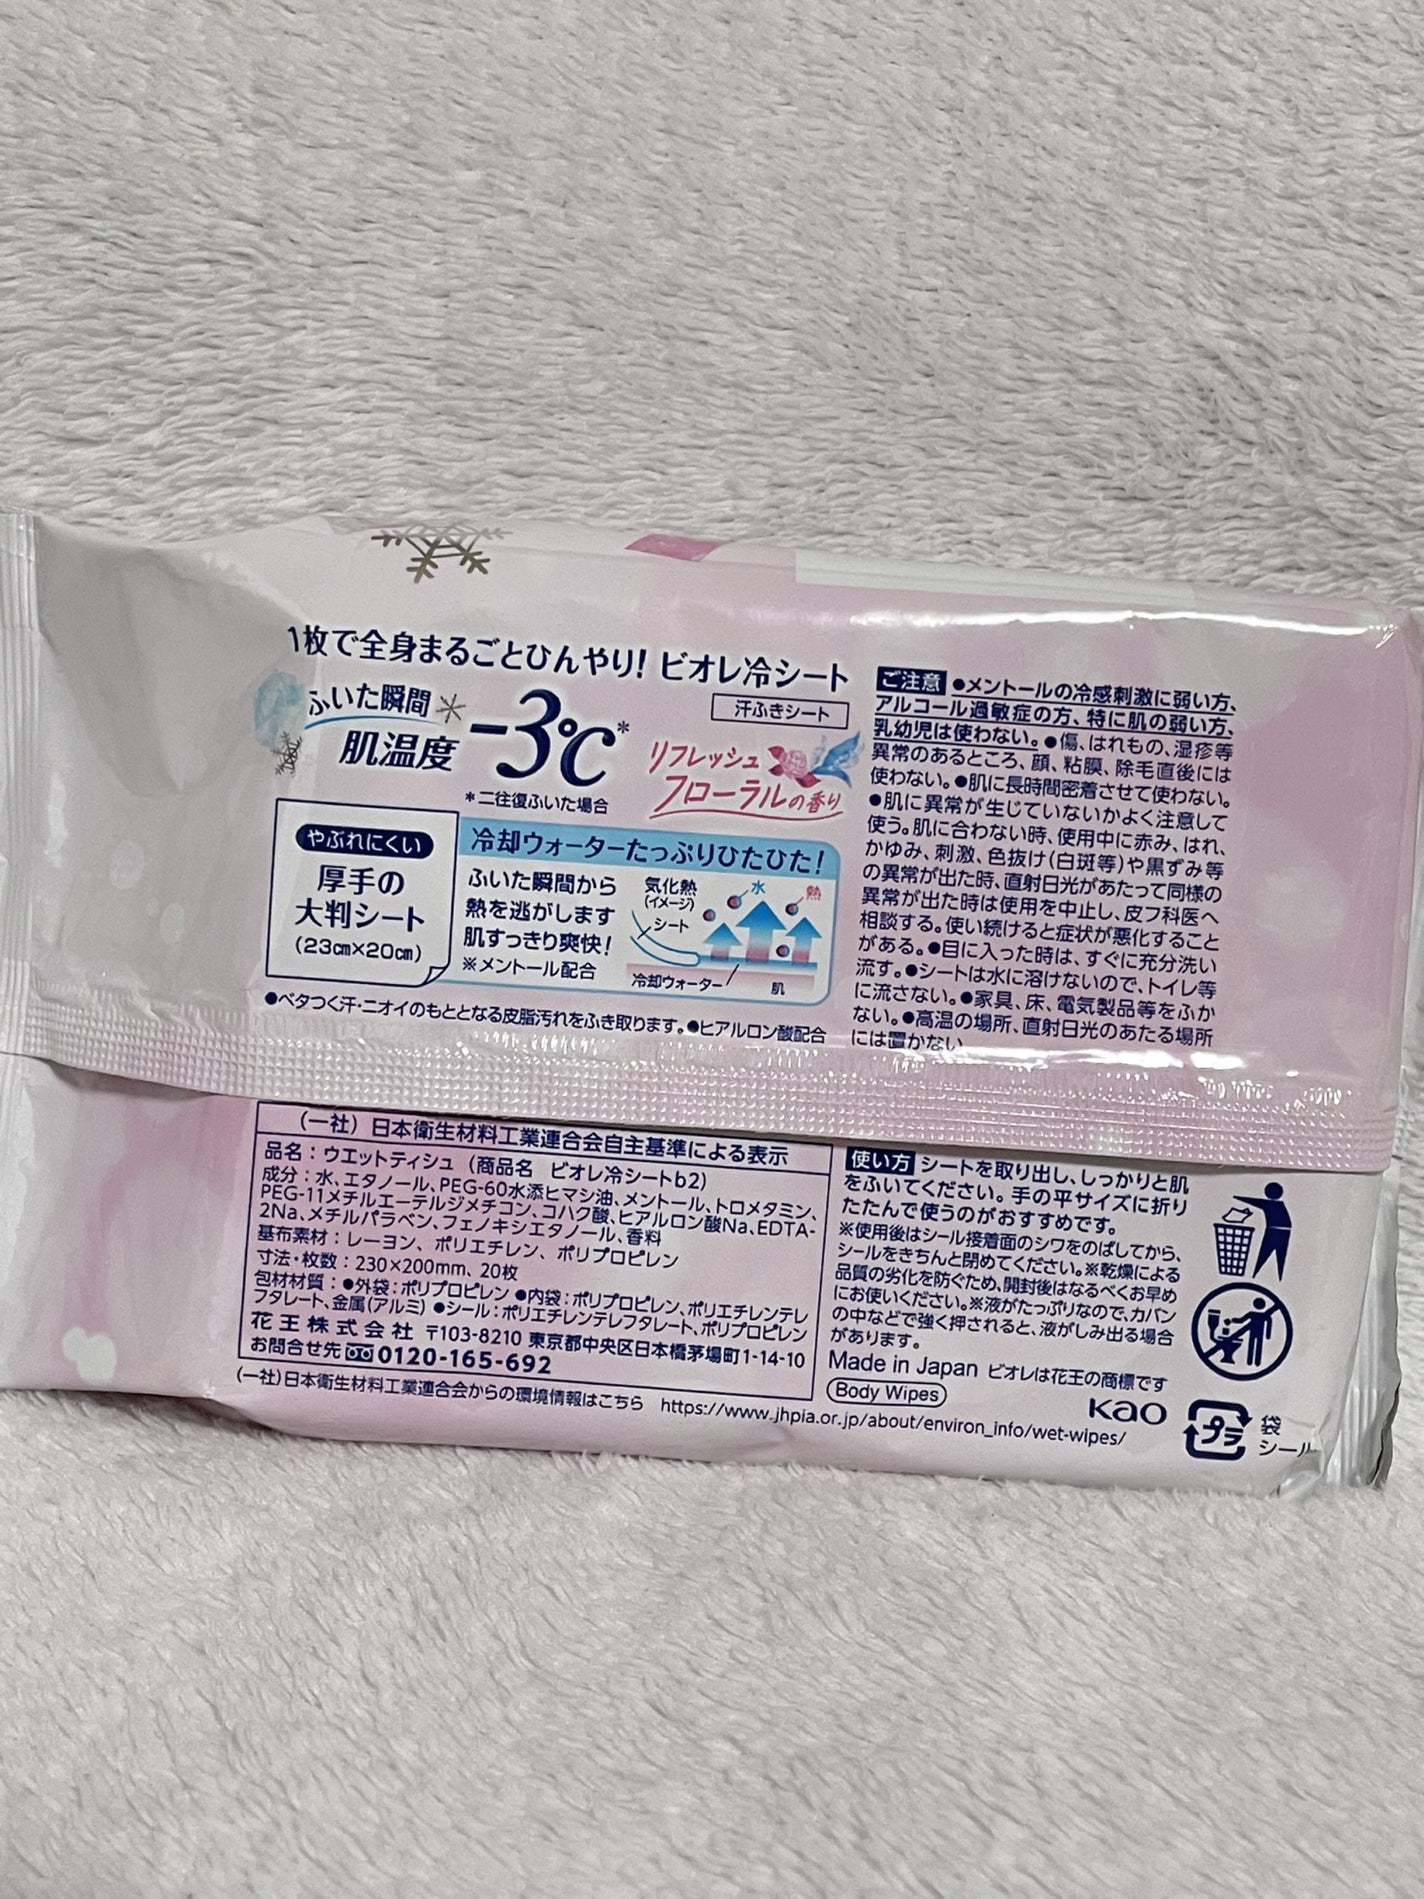 1枚で全身まるごとひんやり! ビオレ冷シート
汗ふきシート
ふいた瞬間
肌温度 -3℃*
*二往復ふいた場合
リフレッシュ
フローラルの香り
やぶれにくい
厚手の
大判シート
(23cm×20cm)
冷却ウォーターたっぷりひたひた!
ふいた瞬間から
熱を逃がします
肌すっきり爽快!
※メントール配合
気化熱
(イメージ)
水
熱
シート
冷却ウォーター
肌
●ベタつく汗・ニオイのもととなる皮脂汚れをふき取ります。●ヒアルロン酸配合
ご注意 ●メントールの冷感刺激に弱い方、
アルコール過敏症の方、特に肌の弱い方、
乳幼児は使わない。●傷、はれもの、湿疹等
異常のあるところ、顔、粘膜、除毛直後には
使わない。●肌に長時間密着させて使わない。
●肌に異常が生じていないかよく注意して
使う。肌に合わない時、使用中に赤み、はれ、
かゆみ、刺激、色抜け(白斑等)や黒ずみ等
の異常が出た時、直射日光があたって同様の
異常が出た時は使用を中止し、皮フ科医へ
相談する。使い続けると症状が悪化すること
がある。●目に入った時は、すぐに充分洗い
流す。●シートは水に溶けないので、トイレ等
に流さない。●家具、床、電気製品等をふか
ない。●高温の場所、直射日光のあたる場所
には置かない
(一社)日本衛生材料工業連合会自主基準による表示
品名:ウエットティシュ(商品名 ビオレ冷シートb2)
成分:水、エタノール、PEG-60水添ヒマシ油、メントール、トロメタミン、
PEG-11メチルエーテルジメチコン、コハク酸、ヒアルロン酸Na、EDTA-
2Na、メチルパラベン、フェノキシエタノール、香料
基布素材:レーヨン、ポリエチレン、ポリプロピレン
寸法・枚数:230×200mm、20枚
包材材質:●外袋:ポリプロピレン ●内袋:ポリプロピレン、ポリエチレンテレ
フタレート、金属(アルミ) ●シール:ポリエチレンテレフタレート、ポリプロピレン
花王株式会社 〒103-8210 東京都中央区日本橋茅場町1-14-10
お問合せ先 0120-165-692
(一社)日本衛生材料工業連合会からの環境情報はこちら https://www.jhpia.or.jp/about/environ_info/wet-wipes/
使い方 シートを取り出し、しっかりと肌
をふいてください。手の平サイズに折り
たたんで使うのがおすすめです。
※使用後はシール接着面のシワをのばしてから、
シールをきちんと閉めてください。※乾燥による
品質の劣化を防ぐため、開封後はなるべくお早め
にお使いください。※液がたっぷりなので、カバン
の中などで強く押されると、液がしみ出る場合
があります。
Made in Japan ビオレは花王の商標です
Body Wipes
Kao
プラ
袋
シール